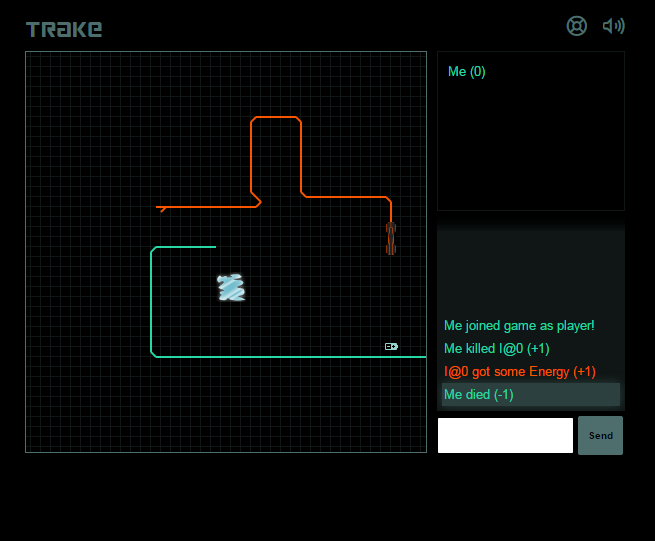 TRAKE
Me (0)
Me joined game as player!
Me killed I@0 (+1)
I@0 got some Energy (+1)
Me died (-1)
Send